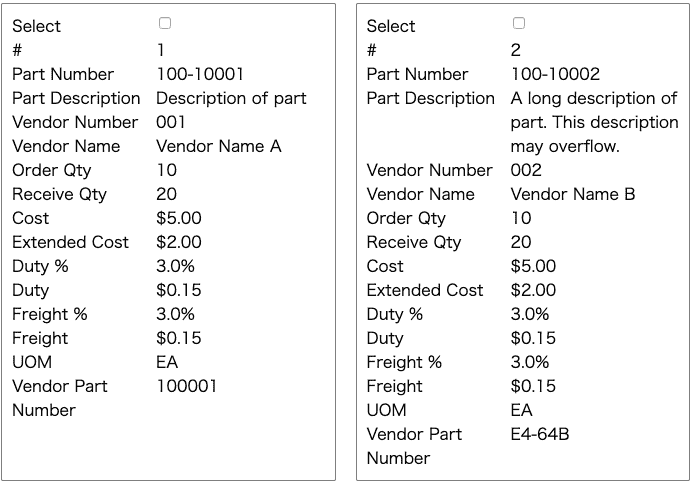 Select
# 1
Part Number 100-10001
Part Description Description of part
Vendor Number 001
Vendor Name Vendor Name A
Order Qty 10
Receive Qty 20
Cost $5.00
Extended Cost $2.00
Duty % 3.0%
Duty $0.15
Freight % 3.0%
Freight $0.15
UOM EA
Vendor Part 100001
Number
Select
# 2
Part Number 100-10002
Part Description A long description of
part. This description
may overflow.
Vendor Number 002
Vendor Name Vendor Name B
Order Qty 10
Receive Qty 20
Cost $5.00
Extended Cost $2.00
Duty % 3.0%
Duty $0.15
Freight % 3.0%
Freight $0.15
UOM EA
Vendor Part E4-64B
Number